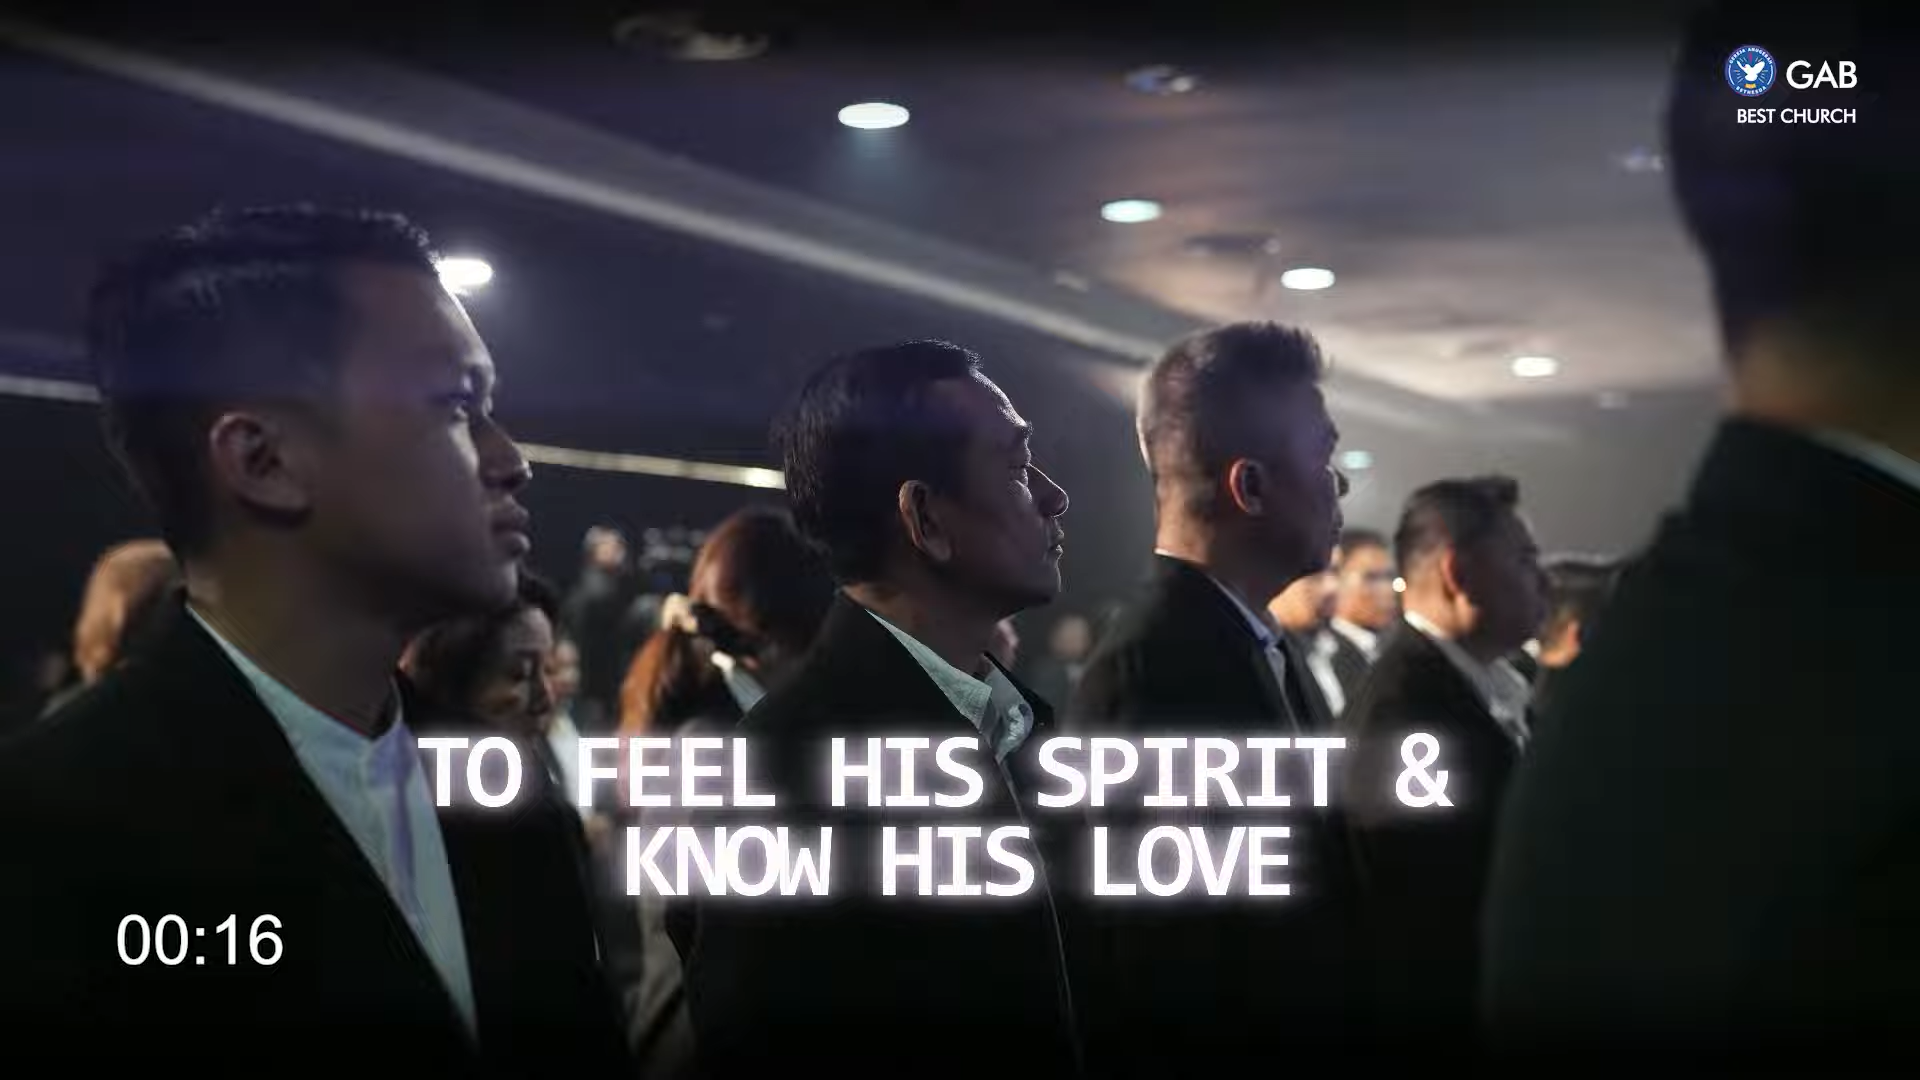 GAB
BEST CHURCH
TO FEEL HIS SPIRIT &
KNOW HIS LOVE
00:16